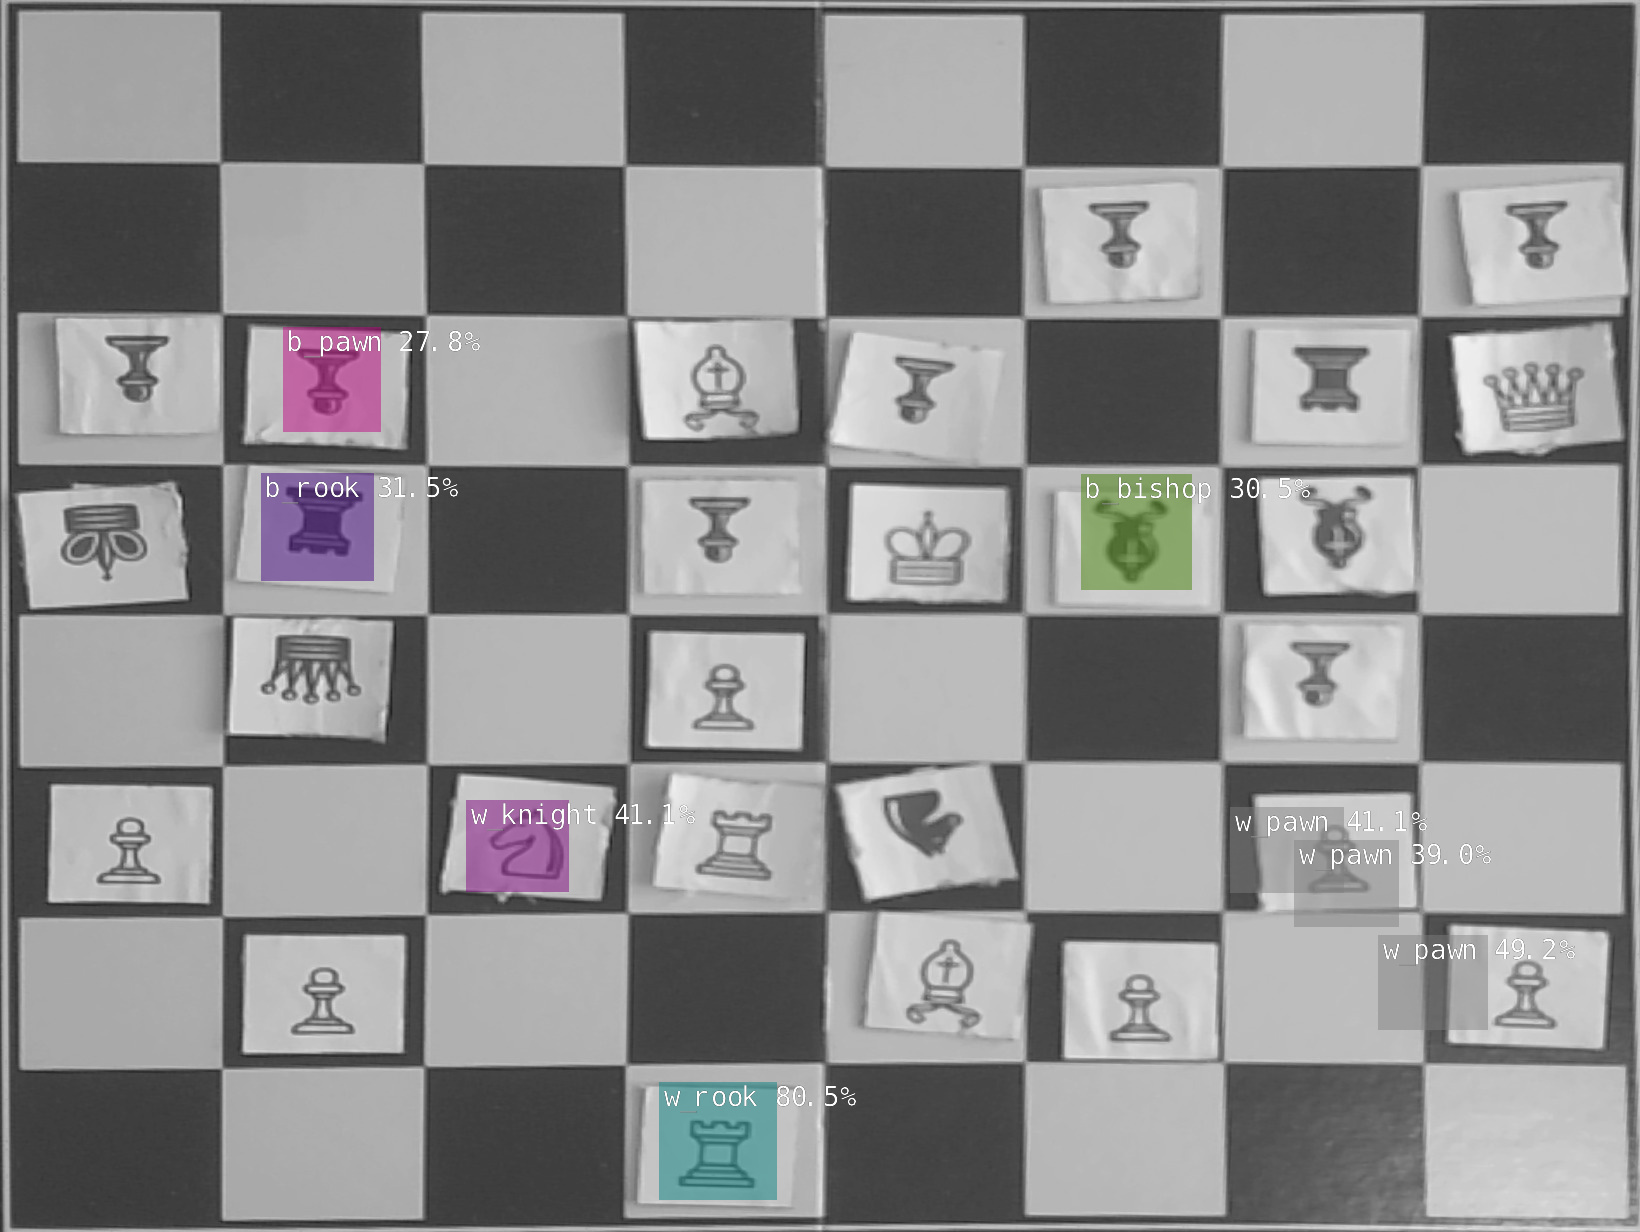 b pawn 27.8%
b rook 31.5%
b bishop 30.5%
w knight 41.1%
w pawn 41.1%
w pawn 39.0%
w pawn 49.2%
w rook 80.5%